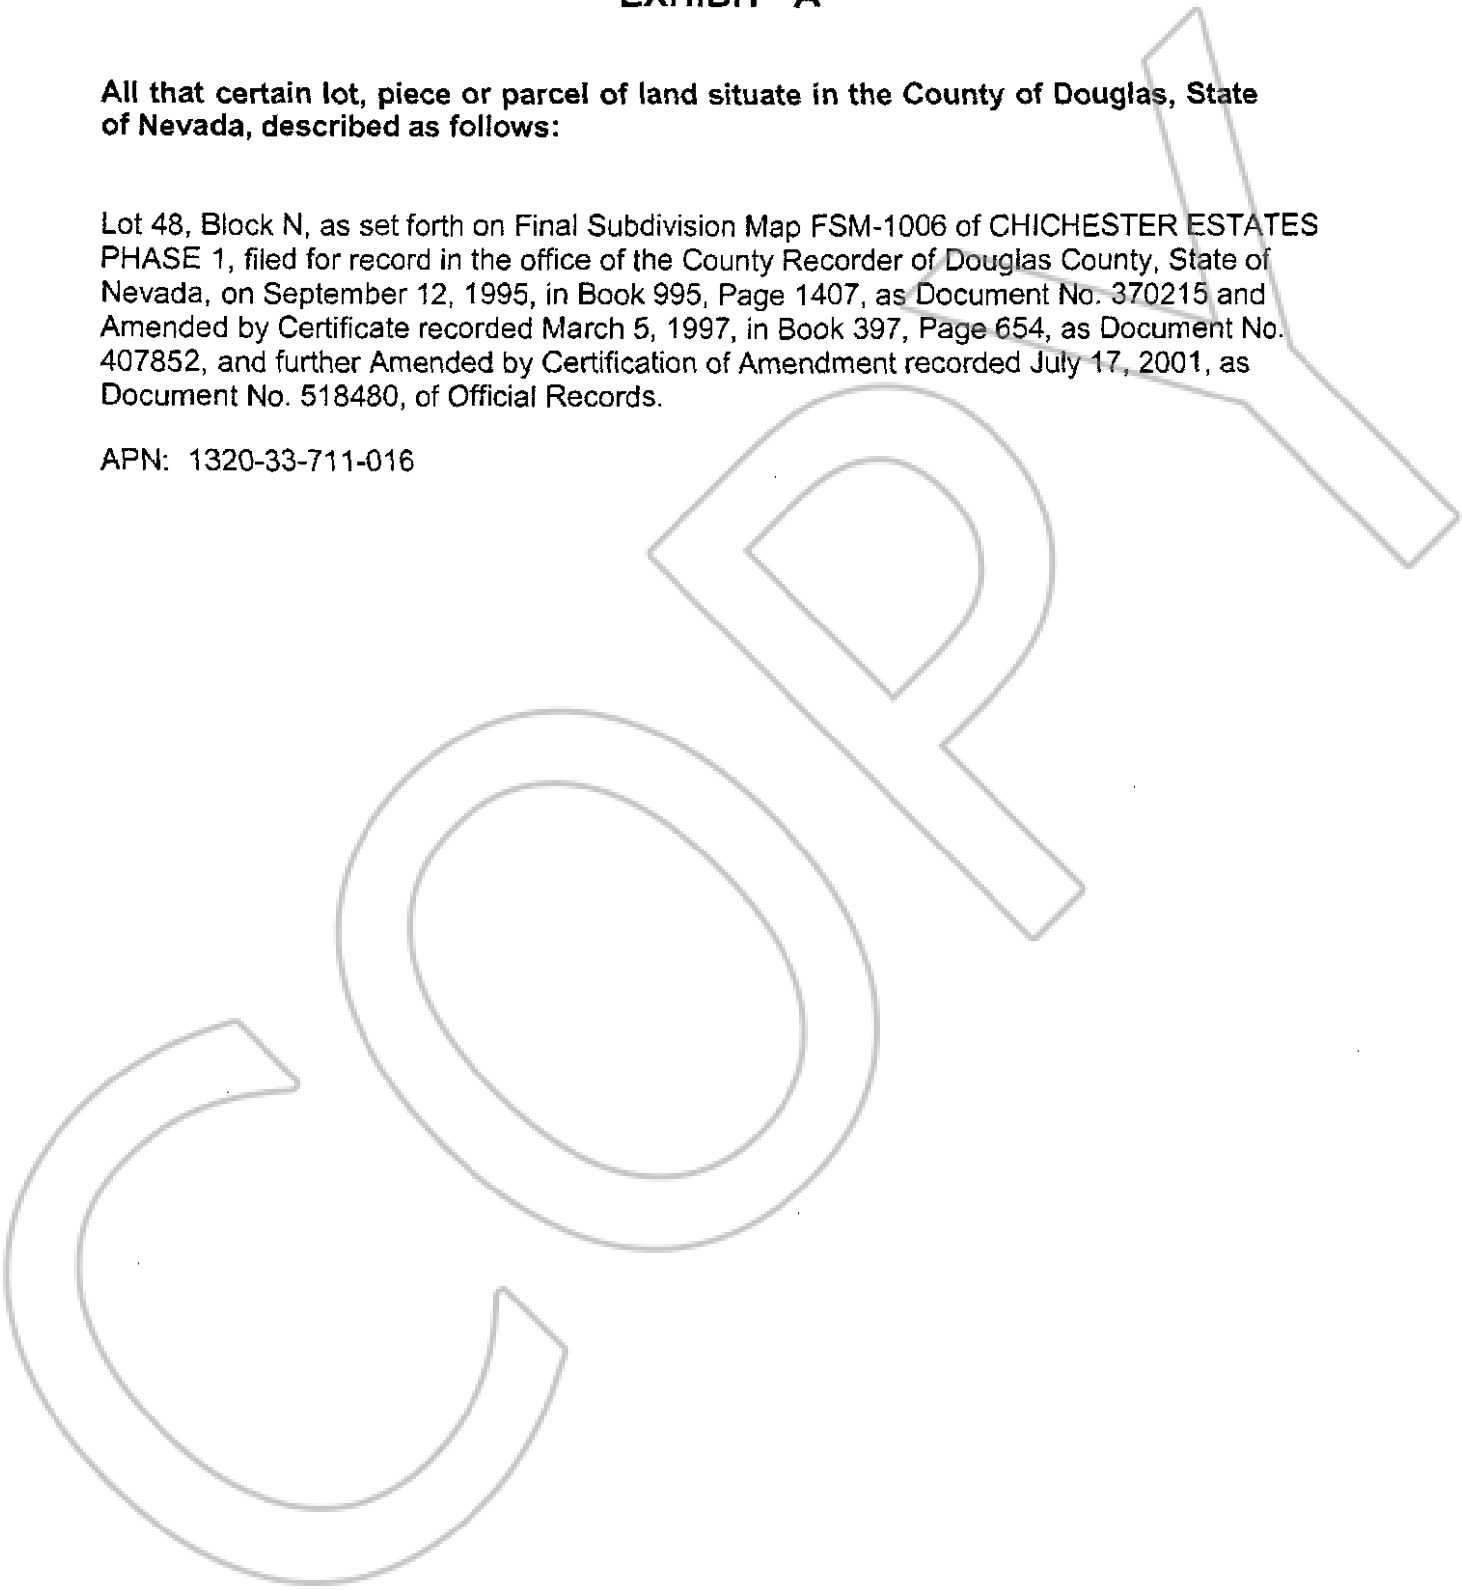 EXHIBIT "A"
All that certain lot, piece or parcel of land situate in the County of Douglas, State
of Nevada, described as follows:
Lot 48, Block N, as set forth on Final Subdivision Map FSM-1006 of CHICHESTER ESTATES
PHASE 1, filed for record in the office of the County Recorder of Douglas County, State of
Nevada, on September 12, 1995, in Book 995, Page 1407, as Document No. 370215 and
Amended by Certificate recorded March 5, 1997, in Book 397, Page 654, as Document No.
407852, and further Amended by Certification of Amendment recorded July 17, 2001, as
Document No. 518480, of Official Records.
APN: 1320-33-711-016
COPY